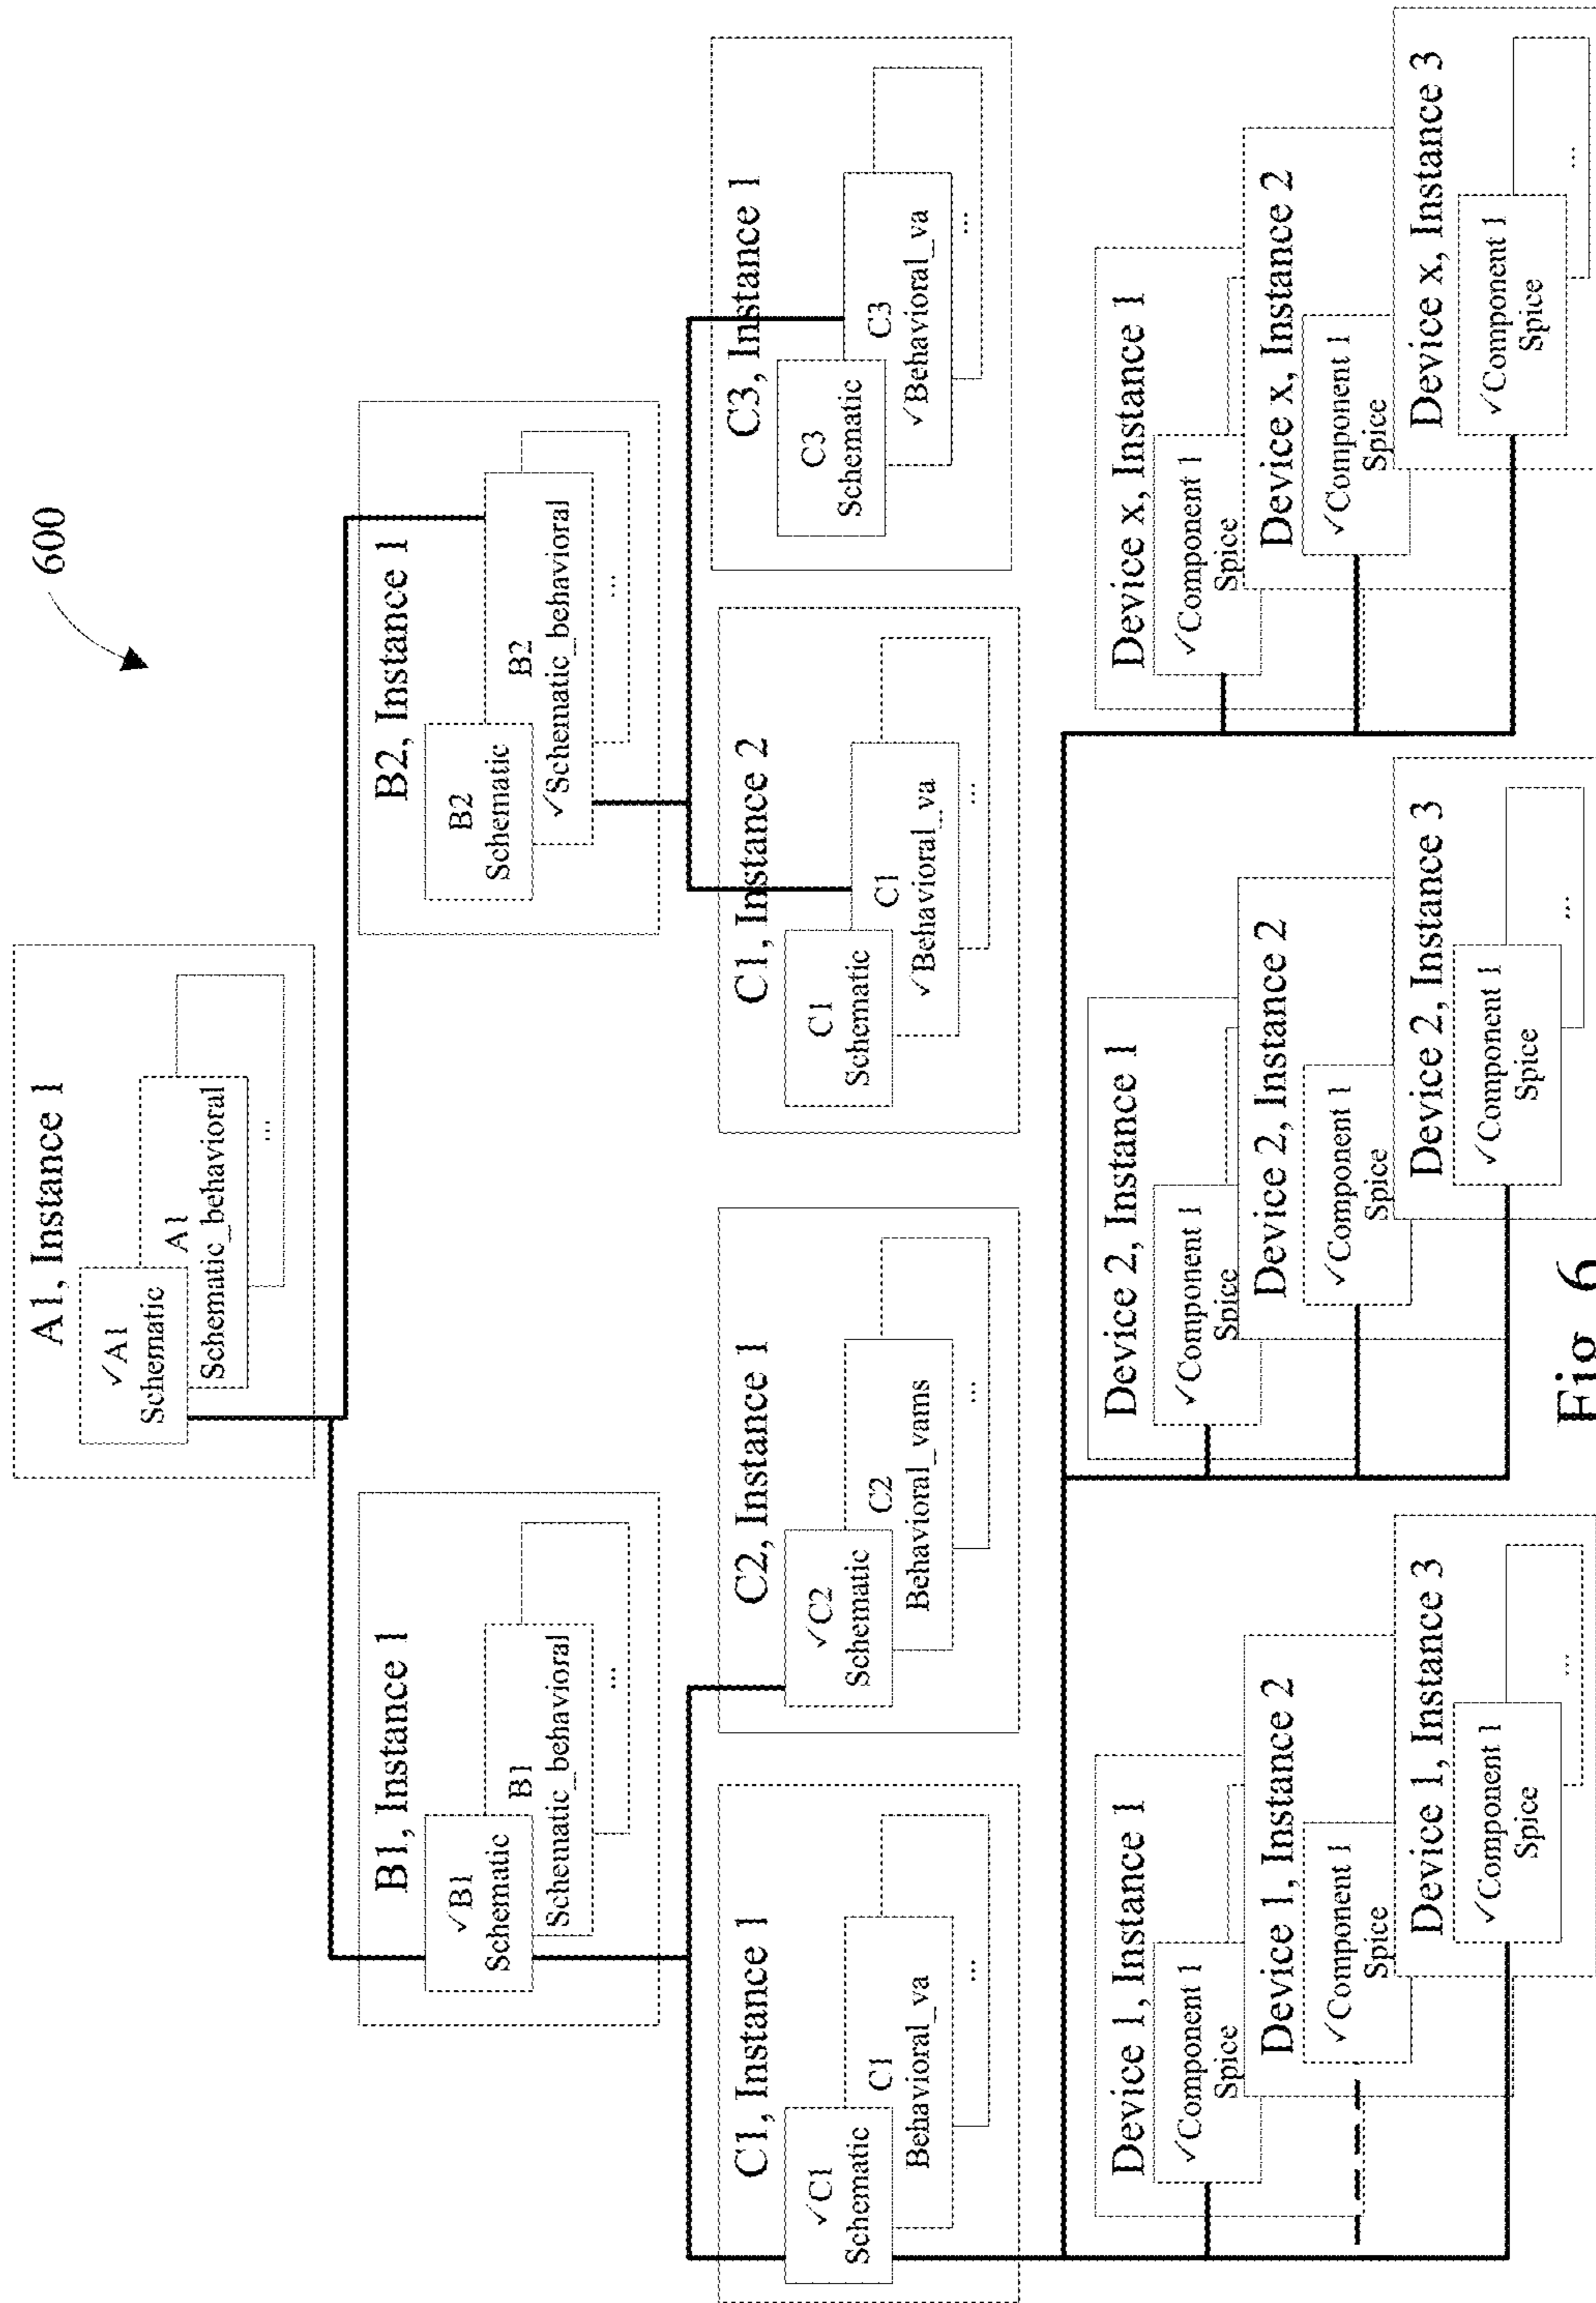 600
A1, Instance 1
✓A1
Schematic
A1
Schematic_behavioral
...
B1, Instance 1
✓B1
Schematic
B1
Schematic_behavioral
...
B2, Instance 1
B2
Schematic
B2
✓Schematic_behavioral
...
C1, Instance 1
✓C1
Schematic
C1
Behavioral_va
...
C2, Instance 1
✓C2
Schematic
C2
Behavioral_vams
...
C1, Instance 2
C1
Schematic
C1
✓Behavioral_va
...
C3, Instance 1
C3
Schematic
C3
✓Behavioral_va
...
Device 1, Instance 1
✓Component 1
Spice
Device 1, Instance 2
✓Component 1
Spice
Device 1, Instance 3
✓Component 1
Spice
...
Device 2, Instance 1
✓Component 1
Spice
Device 2, Instance 2
✓Component 1
Spice
Device 2, Instance 3
✓Component 1
Spice
...
Device x, Instance 1
✓Component 1
Spice
Device x, Instance 2
✓Component 1
Spice
Device x, Instance 3
✓Component 1
Spice
...
Fig. 6